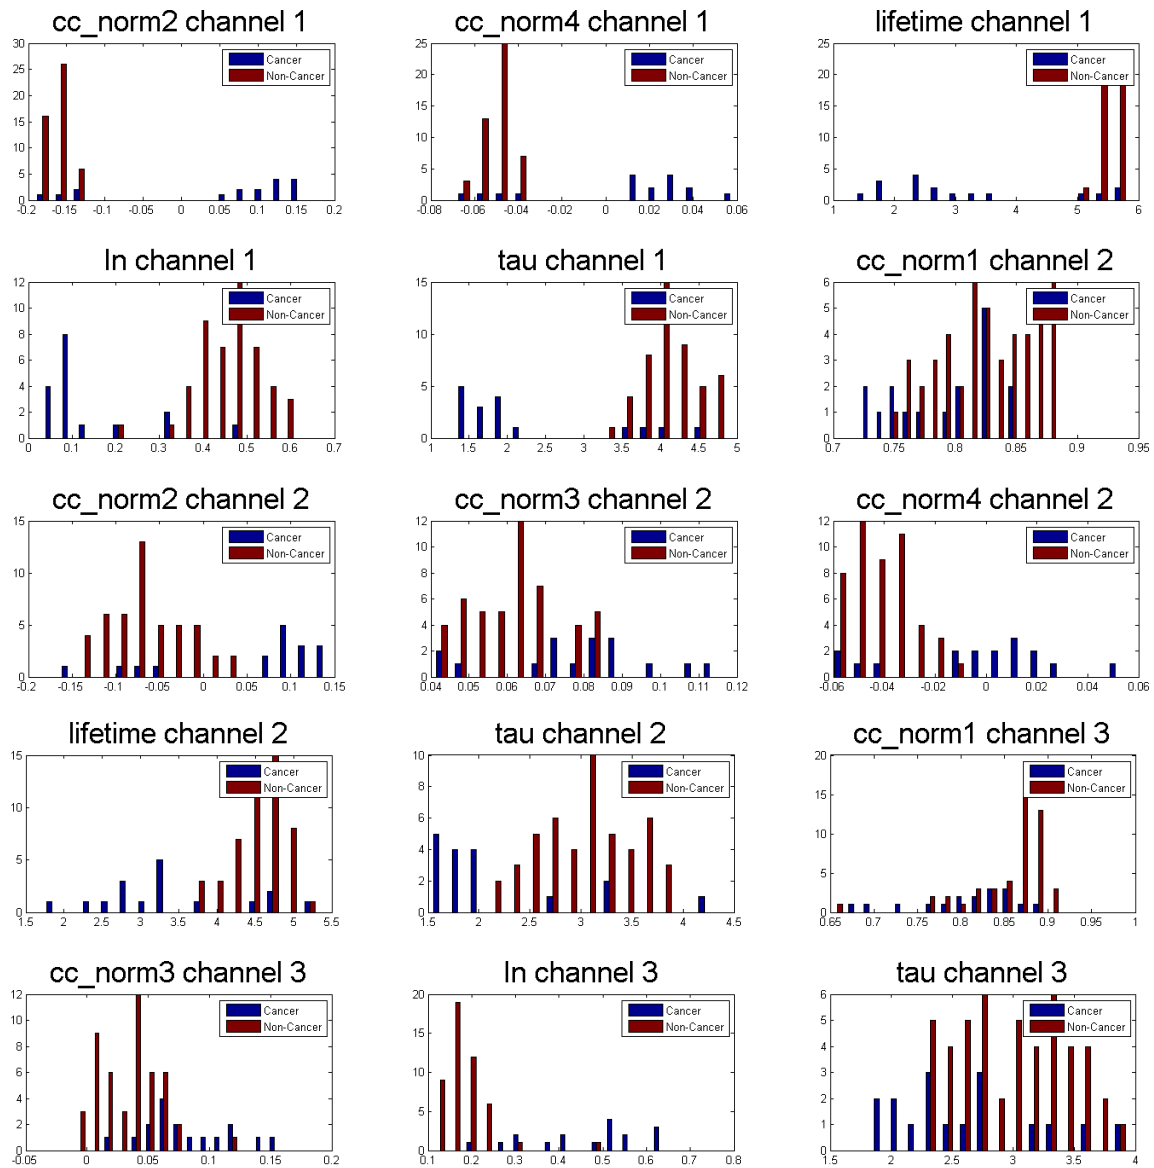 cc_norm2 channel 1
30
25
20
15
10
5
0
Cancer
Non-Cancer
-0.2 -0.15 -0.1 -0.05 0 0.05 0.1 0.15 0.2
cc_norm4 channel 1
25
20
15
10
5
0
Cancer
Non-Cancer
-0.08 -0.06 -0.04 -0.02 0 0.02 0.04 0.06
lifetime channel 1
25
20
15
10
5
0
Cancer
Non-Cancer
1 2 3 4 5 6
In channel 1
12
10
8
6
4
2
0
Cancer
Non-Cancer
0 0.1 0.2 0.3 0.4 0.5 0.6 0.7
tau channel 1
15
10
5
0
Cancer
Non-Cancer
1 1.5 2 2.5 3 3.5 4 4.5 5
cc_norm1 channel 2
6
5
4
3
2
1
0
Cancer
Non-Cancer
0.7 0.75 0.8 0.85 0.9 0.95
cc_norm2 channel 2
15
10
5
0
Cancer
Non-Cancer
-0.2 -0.15 -0.1 -0.05 0 0.05 0.1 0.15
cc_norm3 channel 2
12
10
8
6
4
2
0
Cancer
Non-Cancer
0.04 0.05 0.06 0.07 0.08 0.09 0.1 0.11 0.12
cc_norm4 channel 2
12
10
8
6
4
2
0
Cancer
Non-Cancer
-0.06 -0.04 -0.02 0 0.02 0.04 0.06
lifetime channel 2
15
10
5
0
Cancer
Non-Cancer
1.5 2 2.5 3 3.5 4 4.5 5 5.5
tau channel 2
10
8
6
4
2
0
Cancer
Non-Cancer
1.5 2 2.5 3 3.5 4 4.5
cc_norm1 channel 3
20
15
10
5
0
Cancer
Non-Cancer
0.65 0.7 0.75 0.8 0.85 0.9 0.95 1
cc_norm3 channel 3
12
10
8
6
4
2
0
Cancer
Non-Cancer
-0.05 0 0.05 0.1 0.15 0.2
In channel 3
20
15
10
5
0
Cancer
Non-Cancer
0.1 0.2 0.3 0.4 0.5 0.6 0.7 0.8
tau channel 3
6
5
4
3
2
1
0
Cancer
Non-Cancer
1.5 2 2.5 3 3.5 4